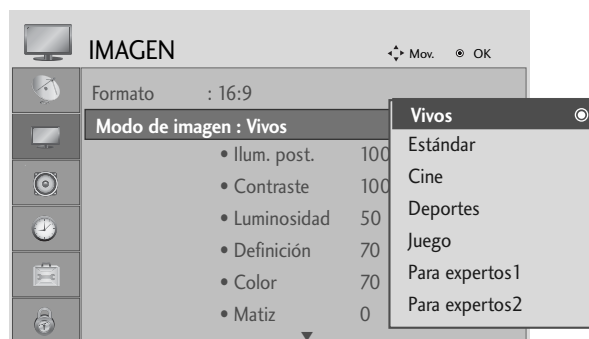 IMAGEN
Mov. OK
Formato : 16:9
Modo de imagen : Vivos
• Ilum. post. 100
• Contraste 100
• Luminosidad 50
• Definición 70
• Color 70
• Matiz 0
Vivos
Estándar
Cine
Deportes
Juego
Para expertos1
Para expertos2